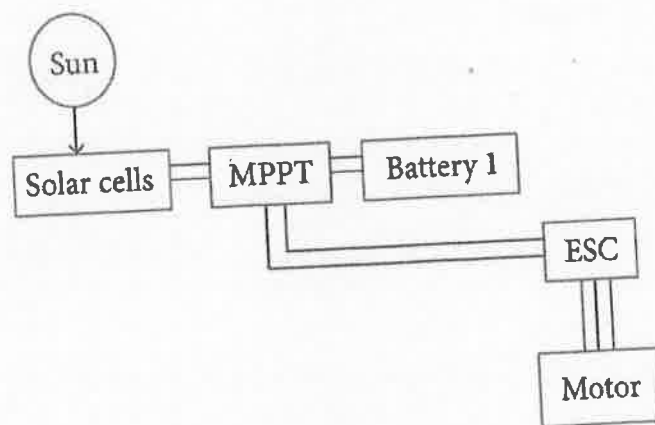 Sun
Solar cells
MPPT
Battery 1
ESC
Motor